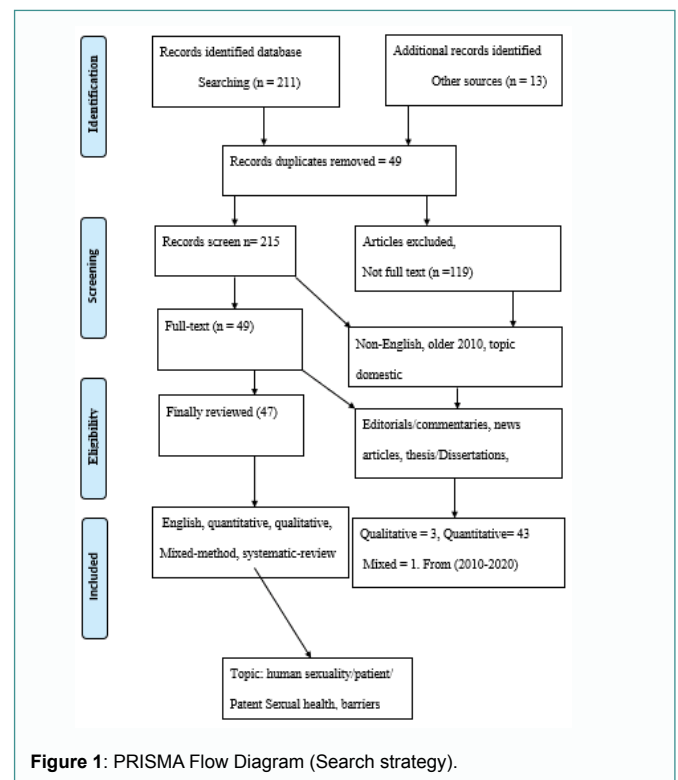 Identification
Records identified database
Searching (n = 211)
Additional records identified
Other sources (n = 13)
Records duplicates removed = 49
Screening
Records screen n= 215
Articles excluded,
Not full text (n =119)
Full-text (n = 49)
Non-English, older 2010, topic
domestic
Eligibility
Finally reviewed (47)
Editorials/commentaries, news
articles, thesis/Dissertations,
Included
English, quantitative, qualitative,
Mixed-method, systematic-review
Qualitative = 3, Quantitative= 43
Mixed = 1. From (2010-2020)
Topic: human sexuality/patient/
Patent Sexual health, barriers
Figure 1: PRISMA Flow Diagram (Search strategy).